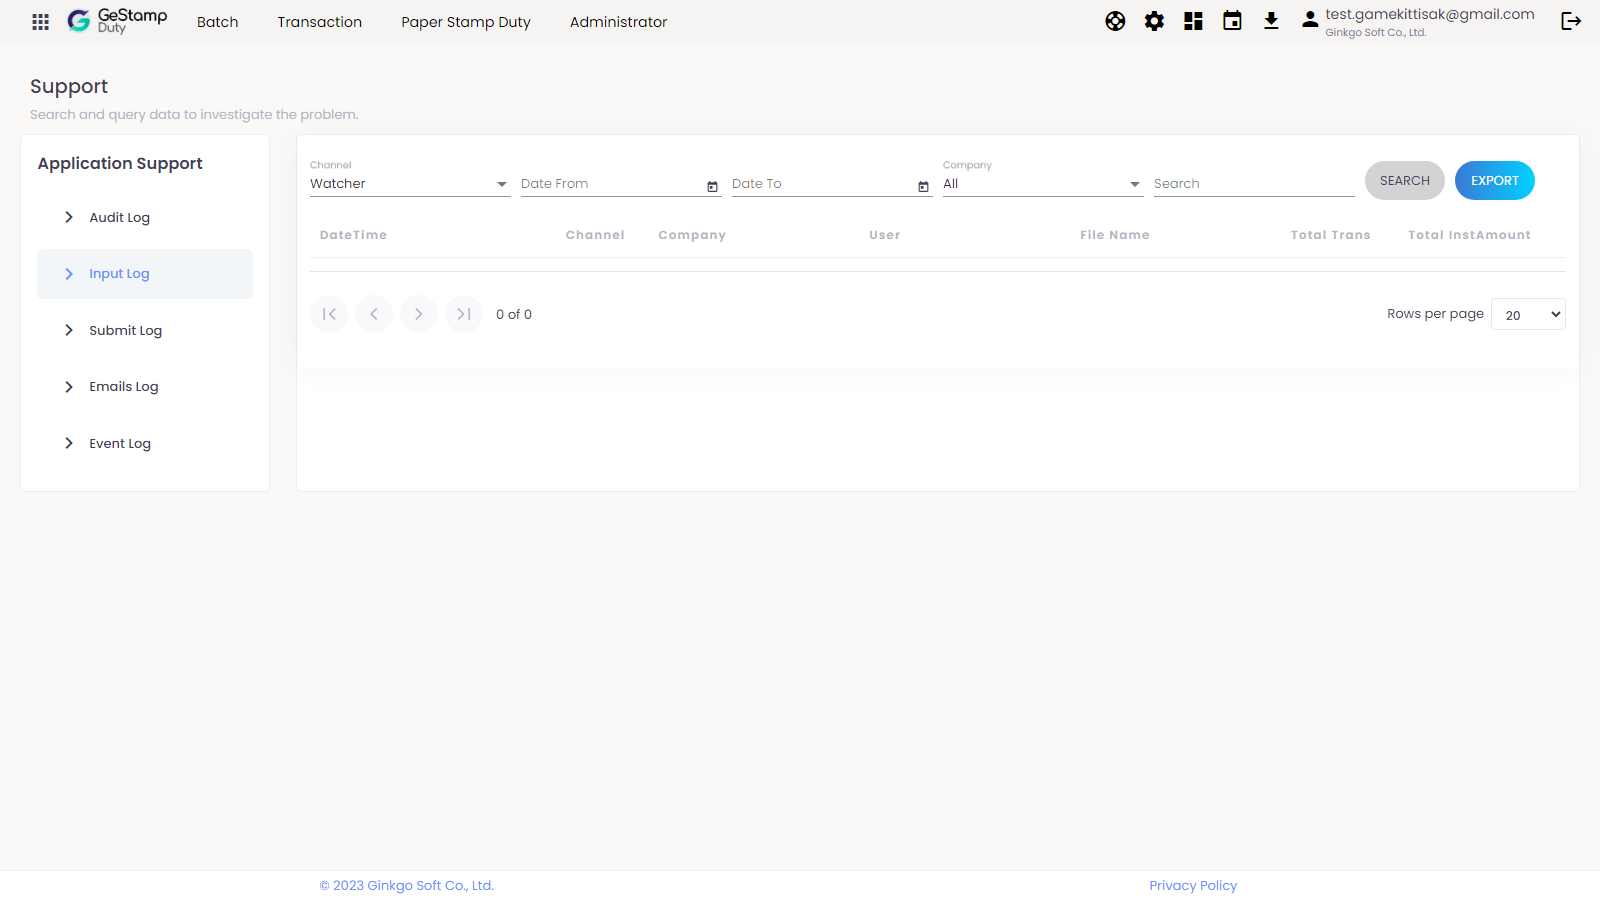 GeStamp
Duty
Batch
Transaction
Paper Stamp Duty
Administrator
test.gamekittisak@gmail.com
Ginkgo Soft Co., Ltd.
Support
Search and query data to investigate the problem.
Application Support
Audit Log
Input Log
Submit Log
Emails Log
Event Log
Channel
Watcher
Date From
Date To
Company
All
Search
SEARCH
EXPORT
DateTime
Channel
Company
User
File Name
Total Trans
Total InstAmount
0 of 0
Rows per page
20
© 2023 Ginkgo Soft Co., Ltd.
Privacy Policy